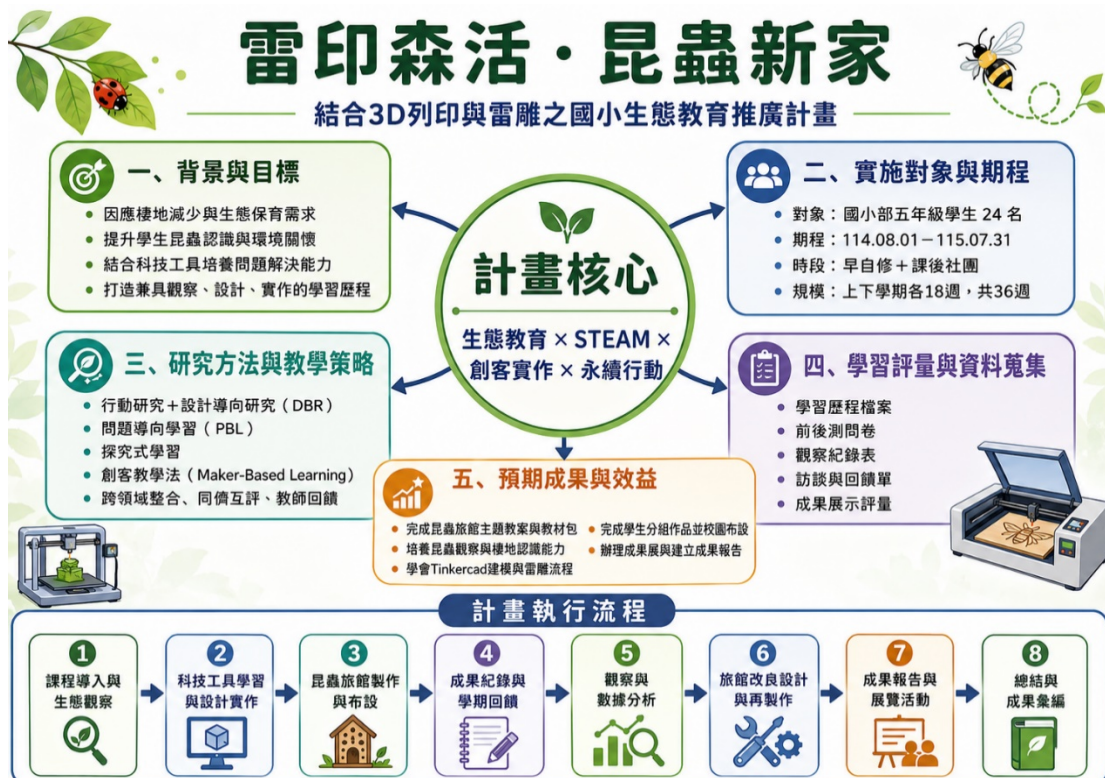 雷印森活・昆蟲新家
結合3D列印與雷雕之國小生態教育推廣計畫
一、背景與目標
• 因應棲地減少與生態保育需求
• 提升學生昆蟲認識與環境關懷
• 結合科技工具培養問題解決能力
• 打造兼具觀察、設計、實作的學習歷程
二、實施對象與期程
• 對象：國小部五年級學生 24 名
• 期程：114.08.01－115.07.31
• 時段：早自修＋課後社團
• 規模：上下學期各18週，共36週
計畫核心
生態教育 × STEAM ×
創客實作 × 永續行動
三、研究方法與教學策略
• 行動研究＋設計導向研究（DBR）
• 問題導向學習（PBL）
• 探究式學習
• 創客教學法（Maker-Based Learning）
• 跨領域整合、同儕互評、教師回饋
四、學習評量與資料蒐集
• 學習歷程檔案
• 前後測問卷
• 觀察紀錄表
• 訪談與回饋單
• 成果展示評量
五、預期成果與效益
• 完成昆蟲旅館主題教案與教材包
• 培養昆蟲觀察與棲地認識能力
• 學會Tinkercad建模與雷雕流程
• 完成學生分組作品並校園布設
• 辦理成果展與建立成果報告
計畫執行流程
1
課程導入與
生態觀察
2
科技工具學習
與設計實作
3
昆蟲旅館製作
與布設
4
成果紀錄與
學期回饋
5
觀察與
數據分析
6
旅館改良設計
與再製作
7
成果報告與
展覽活動
8
總結與
成果彙編